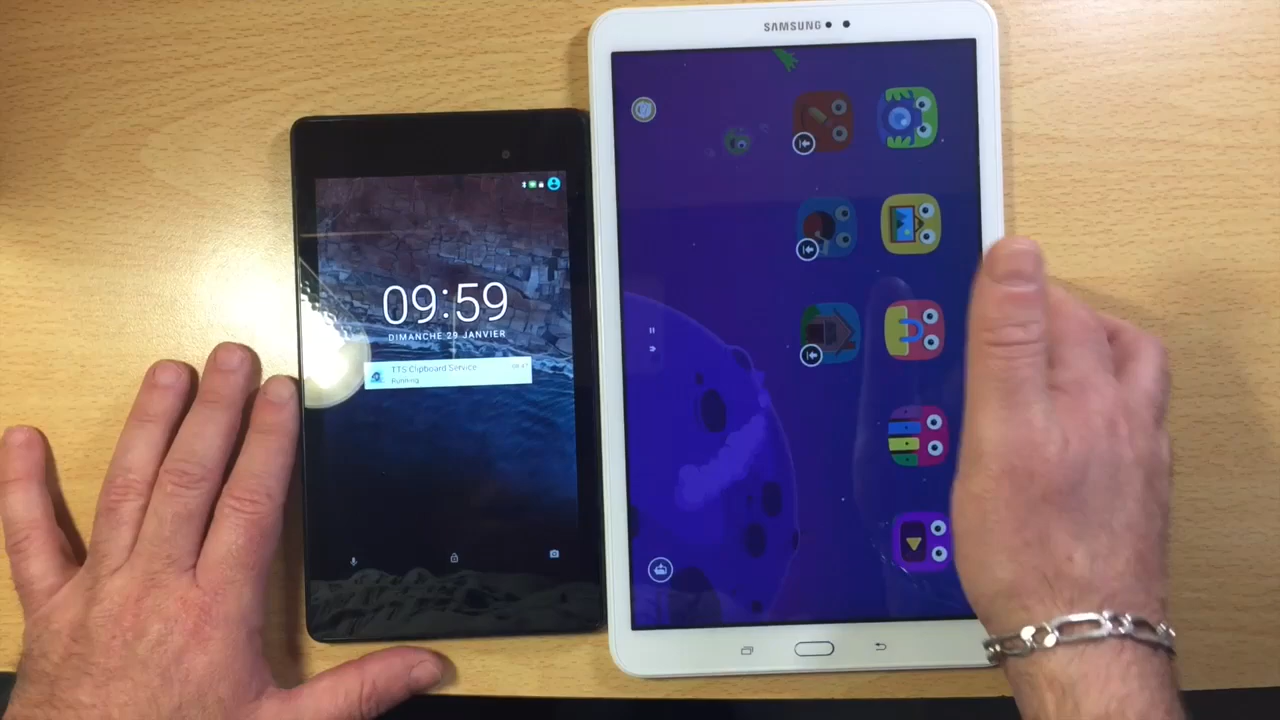 SAMSUNG
09:59
DIMANCHE 29 JANVIER
TTS Clipboard Service
Running